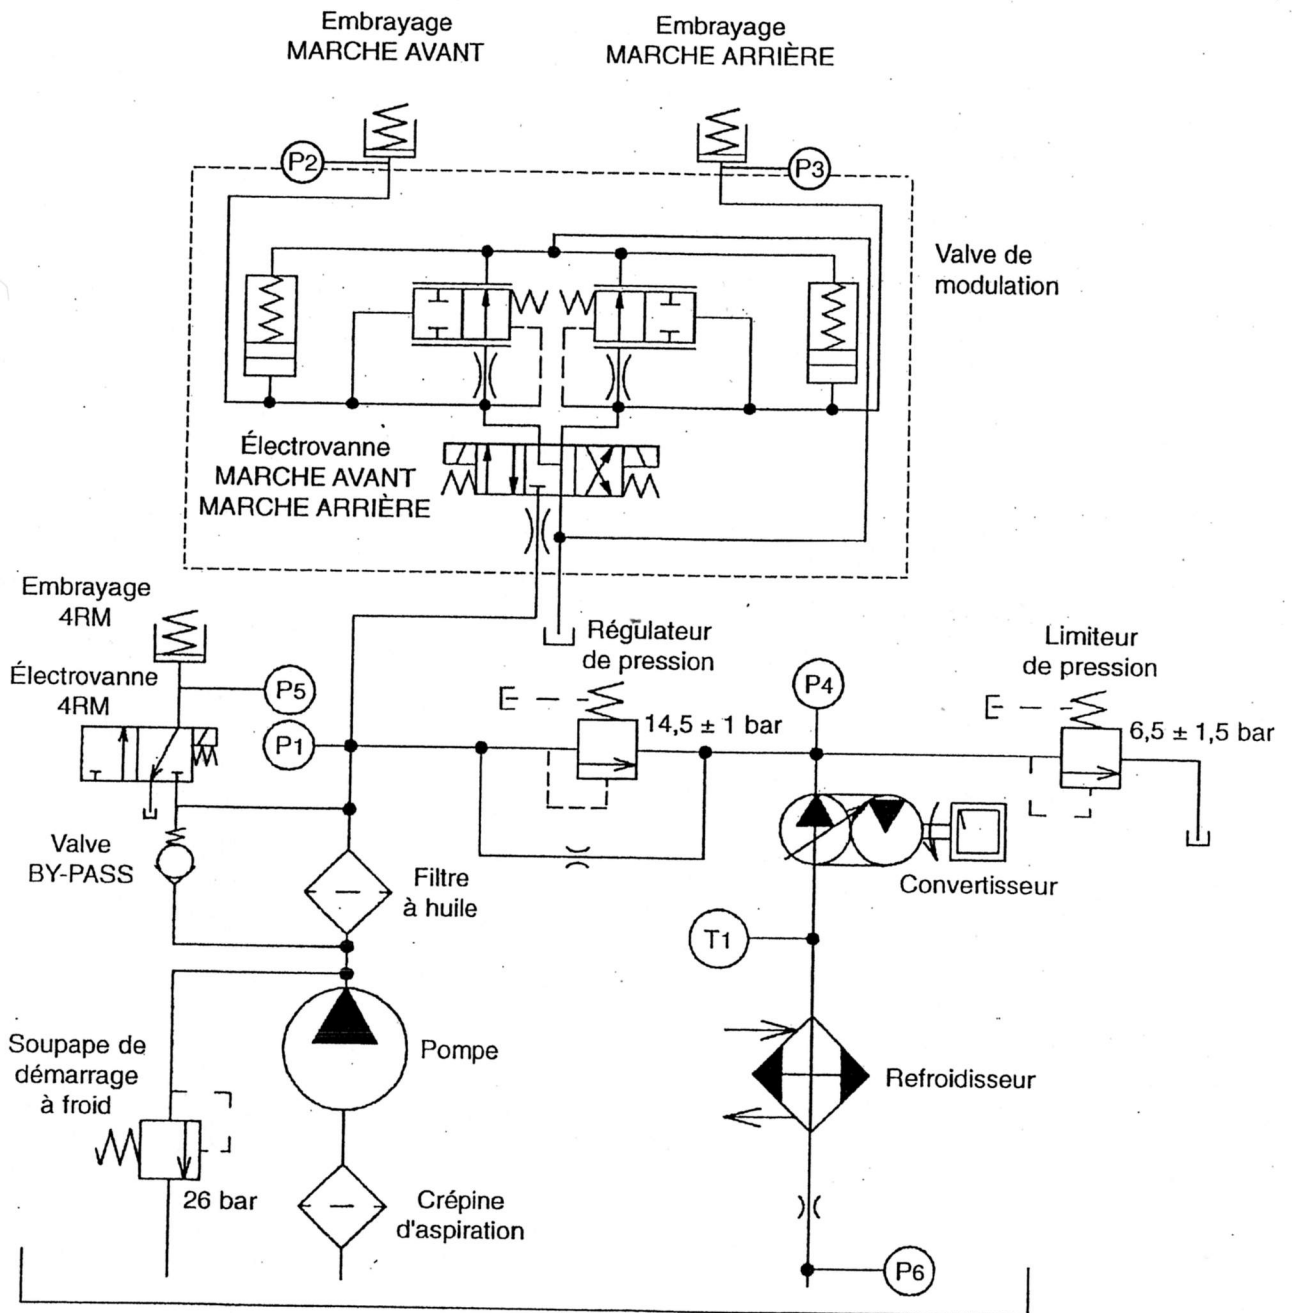 Embrayage
MARCHE AVANT
Embrayage
MARCHE ARRIÈRE
P2
P3
Valve de
modulation
Électrovanne
MARCHE AVANT
MARCHE ARRIÈRE
Embrayage
4RM
Électrovanne
4RM
P5
P1
Régulateur
de pression
14,5 ± 1 bar
P4
Limiteur
de pression
6,5 ± 1,5 bar
Valve
BY-PASS
Filtre
à huile
Convertisseur
T1
Soupape de
démarrage
à froid
26 bar
Pompe
Refroidisseur
Crépine
d'aspiration
P6